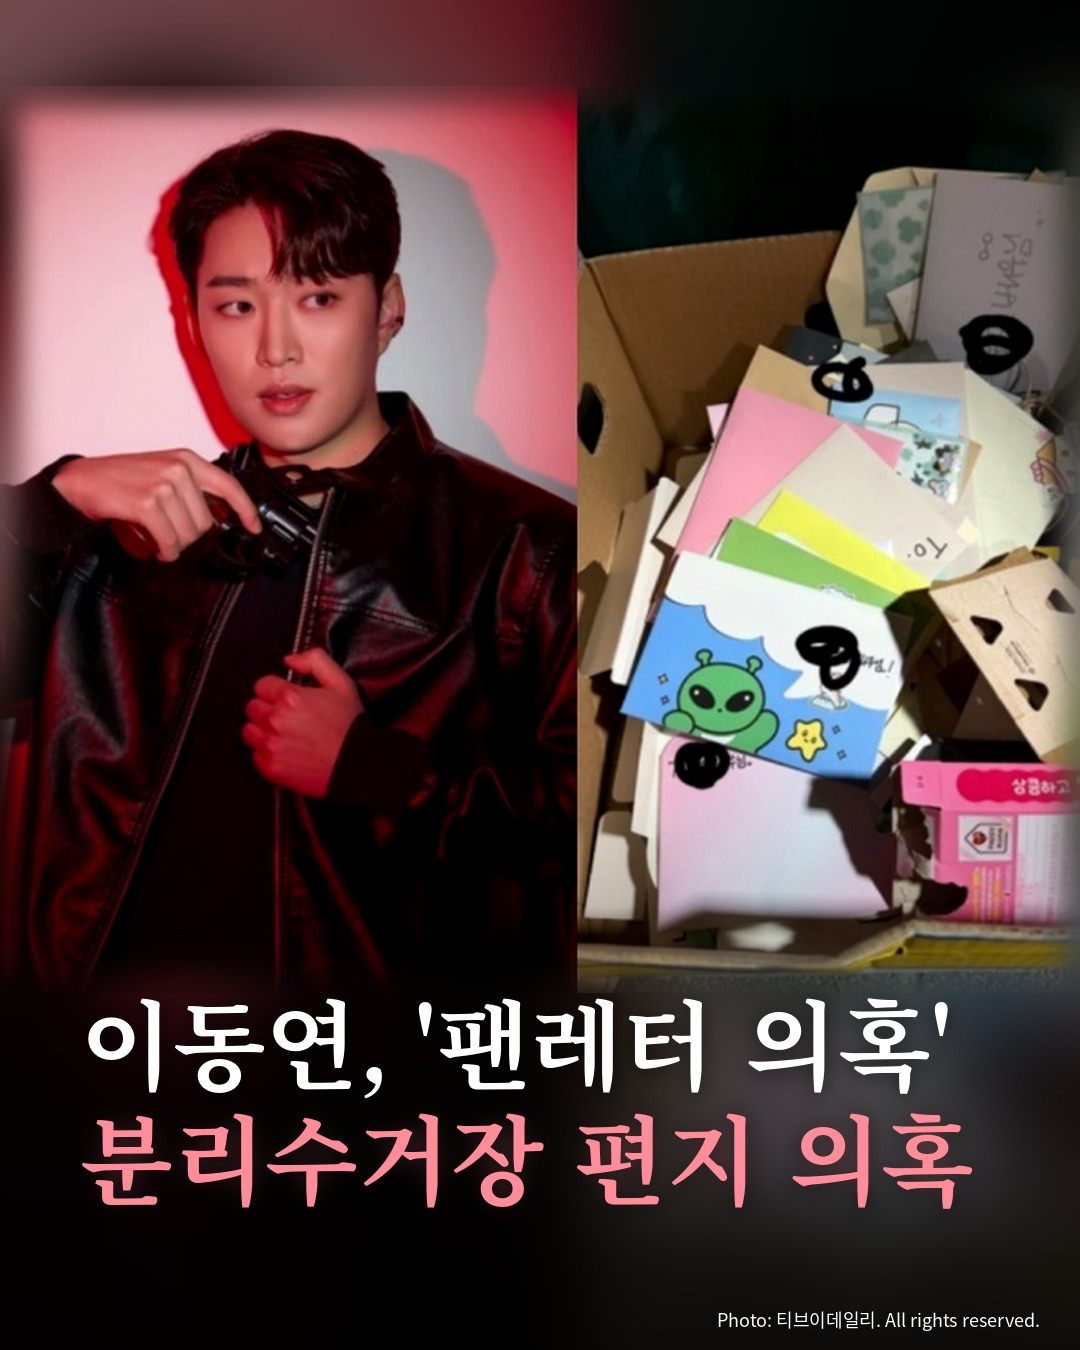 To.
상큼하고
이동연, '팬레터 의혹'
분리수거장 편지 의혹
Photo: 티브이데일리. All rights reserved.